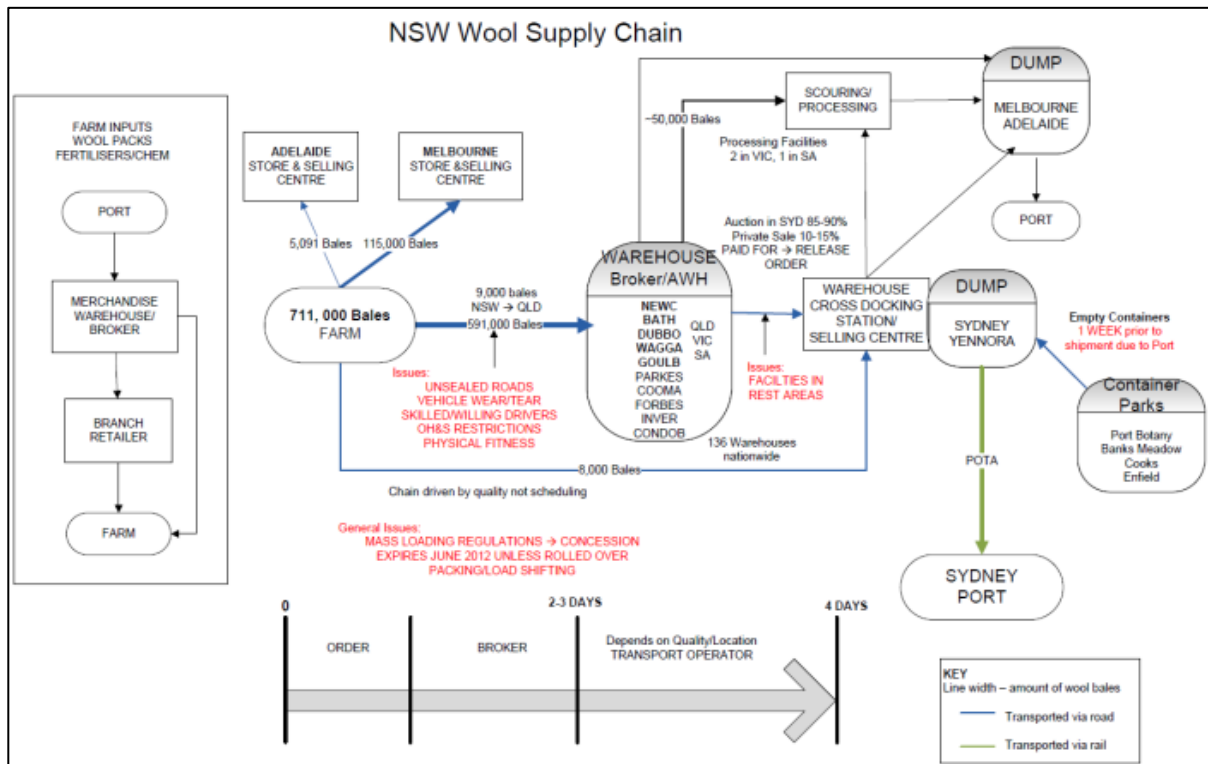 NSW Wool Supply Chain
FARM INPUTS
WOOL PACKS
FERTILISERS/CHEM
PORT
MERCHANDISE
WAREHOUSE/
BROKER
BRANCH
RETAILER
FARM
ADELAIDE
STORE & SELLING
CENTRE
MELBOURNE
STORE &SELLING
CENTRE
5,091 Bales
115,000 Bales
711, 000 Bales
FARM
9,000 bales
NSW → QLD
591,000 Bales
Issues:
UNSEALED ROADS
VEHICLE WEAR/TEAR
SKILLED/WILLING DRIVERS
OH&S RESTRICTIONS
PHYSICAL FITNESS
8,000 Bales
Chain driven by quality not scheduling
WAREHOUSE
Broker/AWH
NEWC
BATH
DUBBO
WAGGA
GOULB
PARKES
COOMA
FORBES
INVER
CONDOB
QLD
VIC
SA
136 Warehouses
nationwide
~50,000 Bales
SCOURING/
PROCESSING
Processing Facilities
2 in VIC, 1 in SA
DUMP
MELBOURNE
ADELAIDE
PORT
Auction in SYD 85-90%
Private Sale 10-15%
PAID FOR → RELEASE
ORDER
Issues:
FACILTIES IN
REST AREAS
WAREHOUSE
CROSS DOCKING
STATION/
SELLING CENTRE
DUMP
SYDNEY
YENNORA
Empty Containers
1 WEEK prior to
shipment due to Port
Container
Parks
Port Botany
Banks Meadow
Cooks
Enfield
POTA
SYDNEY
PORT
General Issues:
MASS LOADING REGULATIONS → CONCESSION
EXPIRES JUNE 2012 UNLESS ROLLED OVER
PACKING/LOAD SHIFTING
0
2-3 DAYS
4 DAYS
ORDER
BROKER
Depends on Quality/Location
TRANSPORT OPERATOR
KEY
Line width – amount of wool bales
Transported via road
Transported via rail